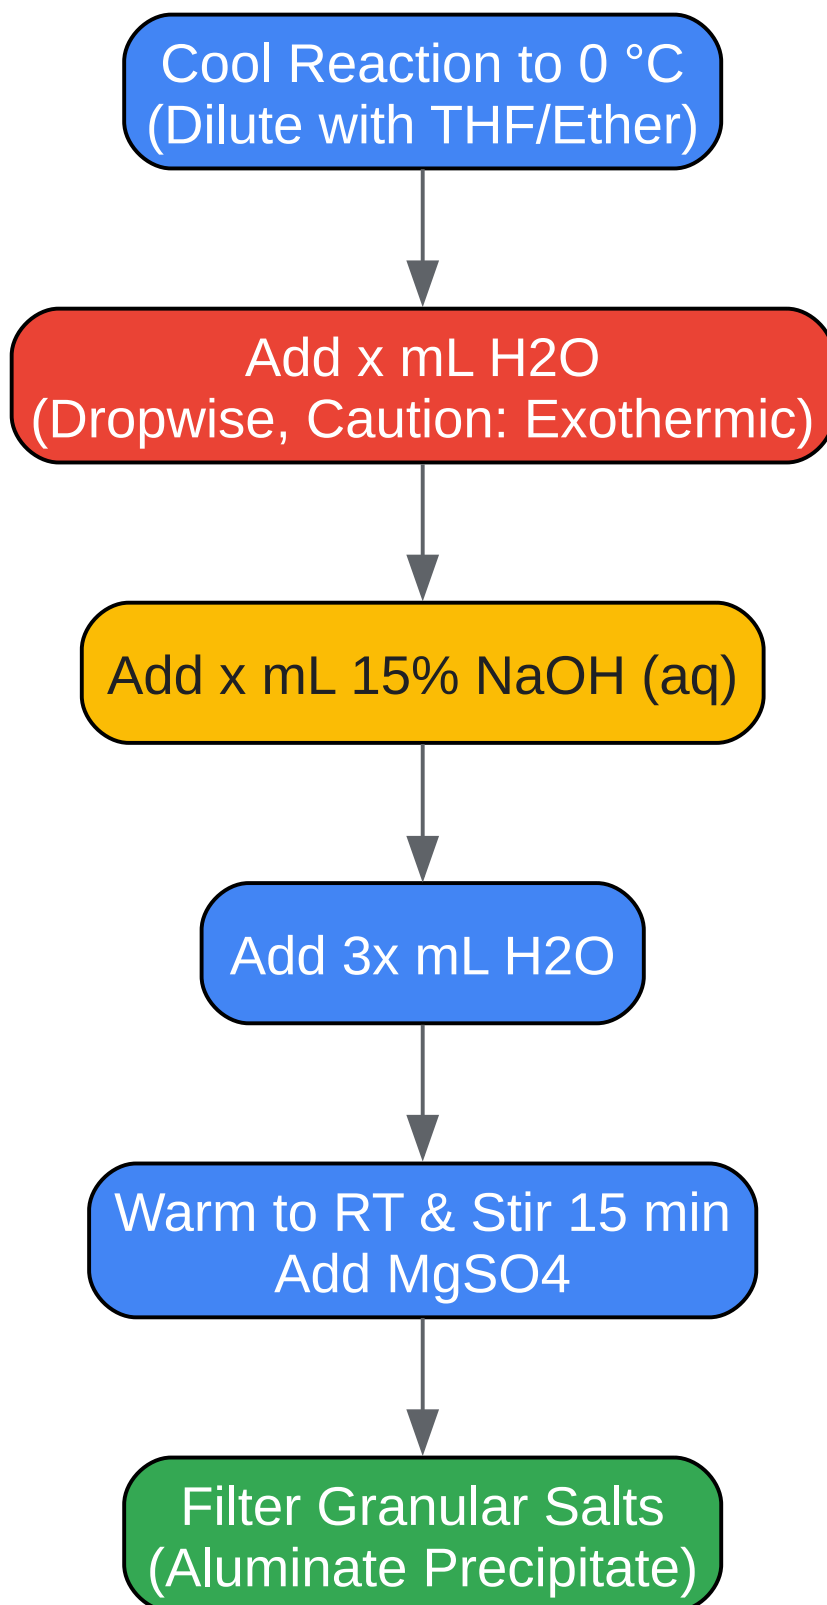 Cool Reaction to 0 °C
(Dilute with THF/Ether)
Add x mL H2O
(Dropwise, Caution: Exothermic)
Add x mL 15% NaOH (aq)
Add 3x mL H2O
Warm to RT & Stir 15 min
Add MgSO4
Filter Granular Salts
(Aluminate Precipitate)